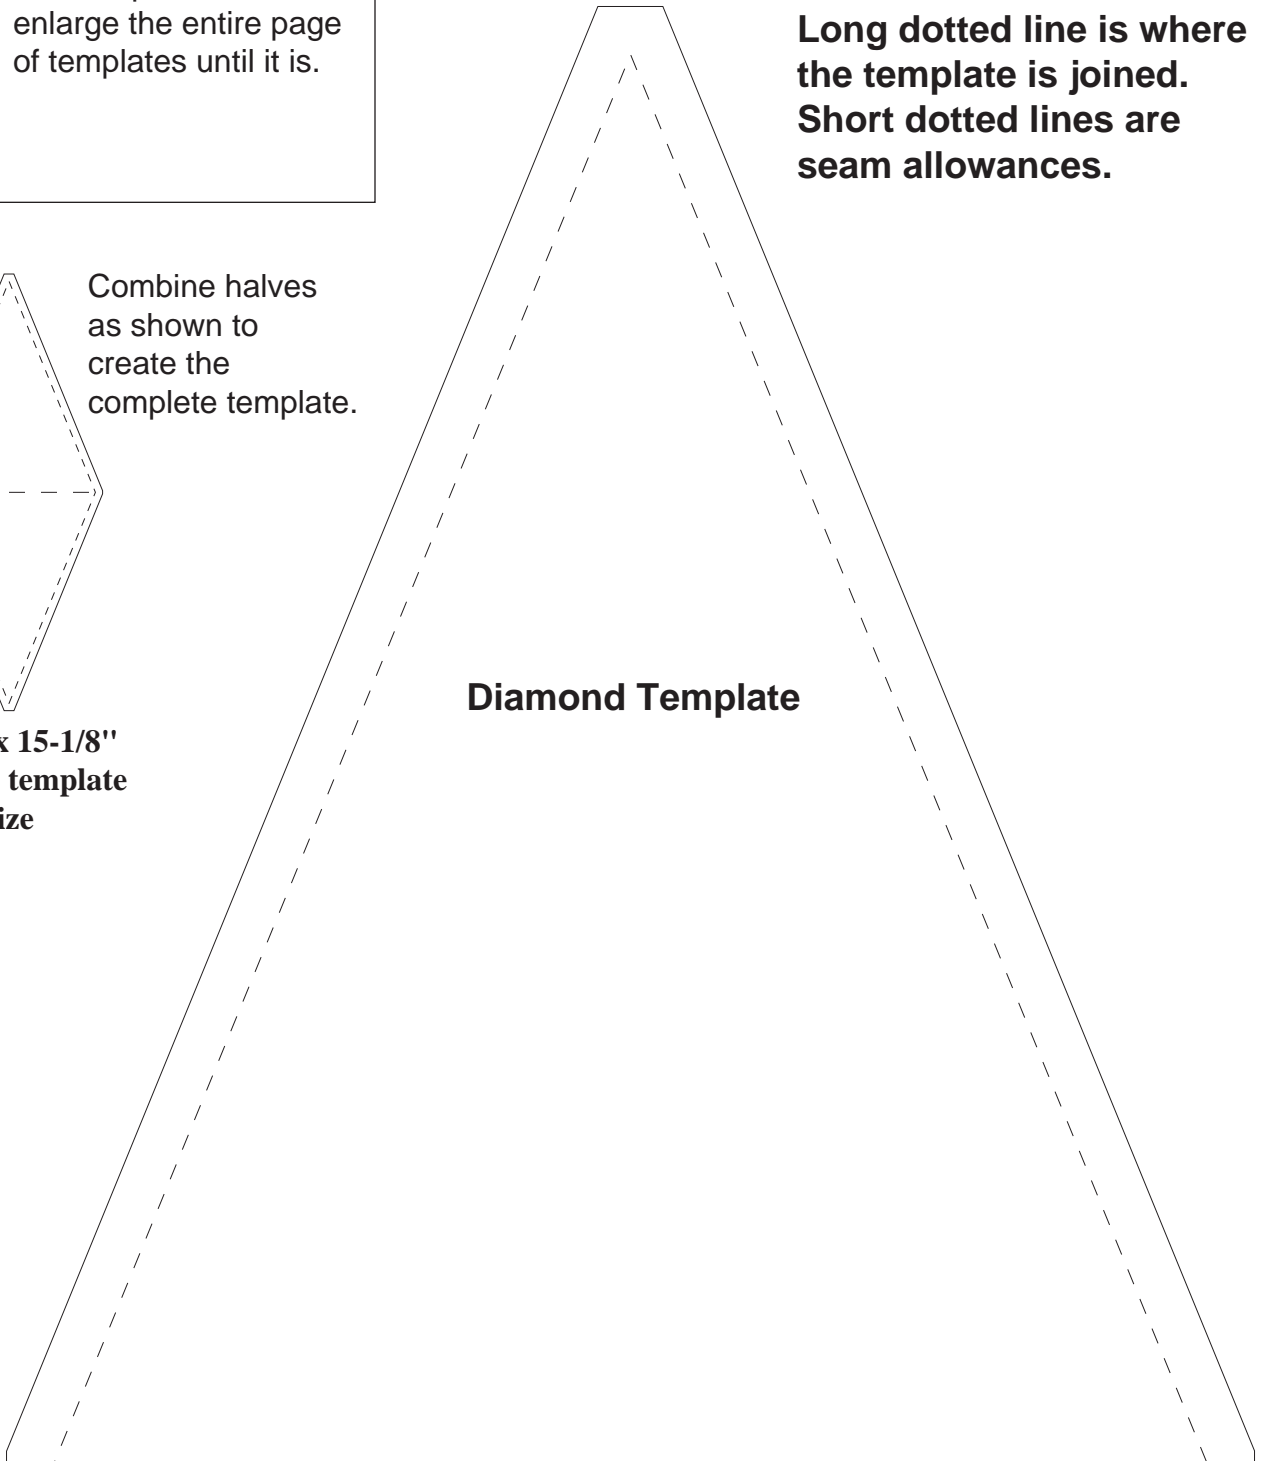 enlarge the entire page
of templates until it is.
Long dotted line is where
the template is joined.
Short dotted lines are
seam allowances.
Combine halves
as shown to
create the
complete template.
Diamond Template
x 15-1/8"
template
ize